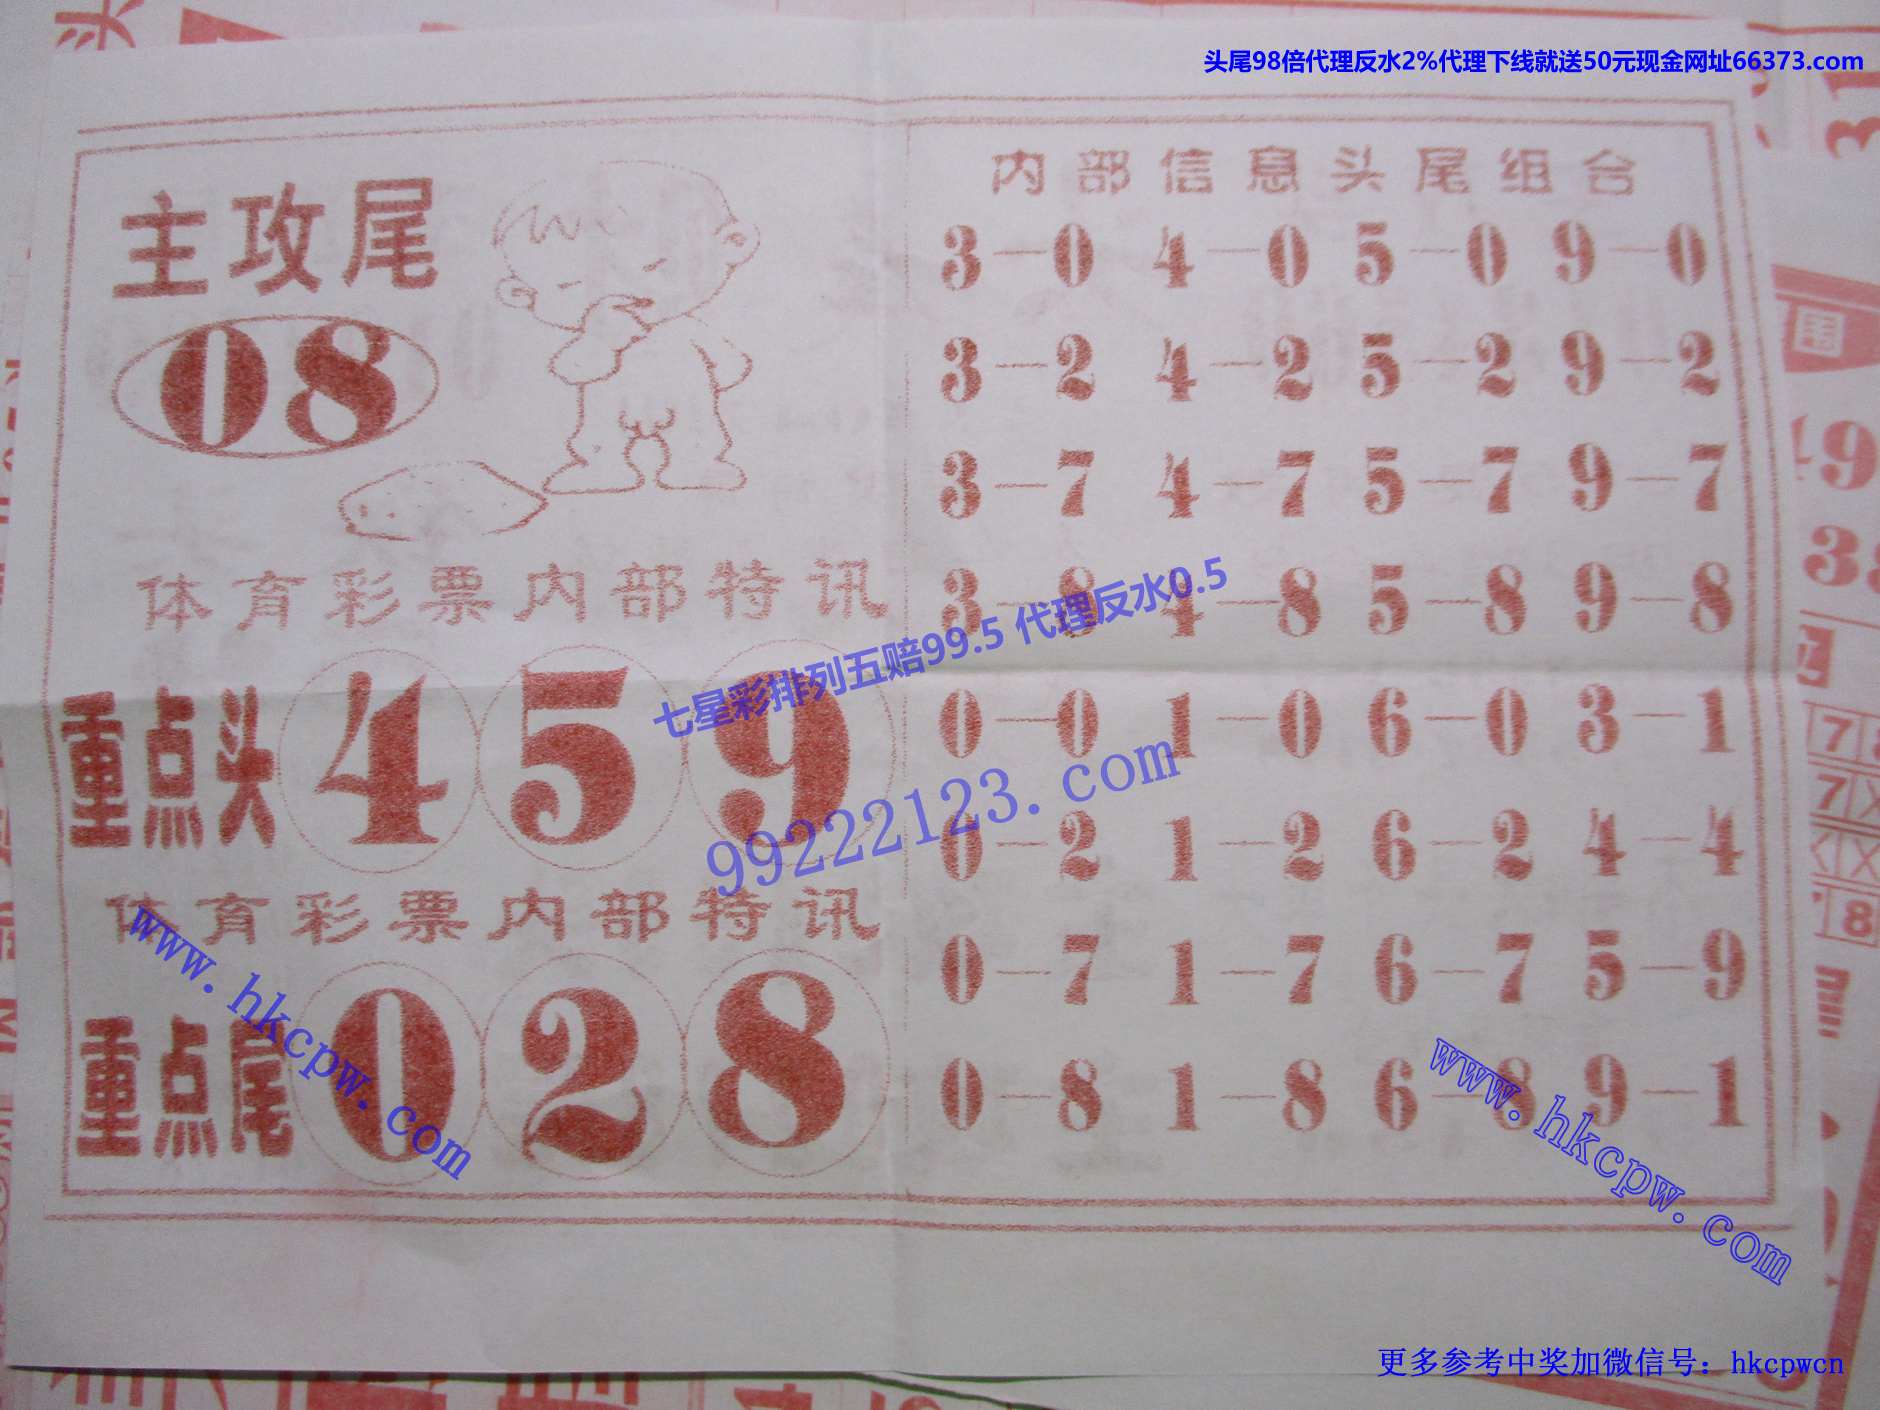 头尾98倍代理反水2%代理下线就送50元现金网址66373.com
主攻尾
08
体育彩票内部特讯
重点头 4 5 9
体育彩票内部特讯
重点尾 0 2 8
内部信息头尾组合
3—0 4—0 5—0 9—0
3—2 4—2 5—2 9—2
3—7 4—7 5—7 9—7
3—8 4—8 5—8 9—8
0—0 1—0 6—0 3—1
0—2 1—2 6—2 4—4
0—7 1—7 6—7 5—9
0—8 1—8 6—8 9—1
七星彩排列五赔99.5 代理反水0.5
99222123.com
www.hkcpw.com
www.hkcpw.com
更多参考中奖加微信号：hkcpwcn